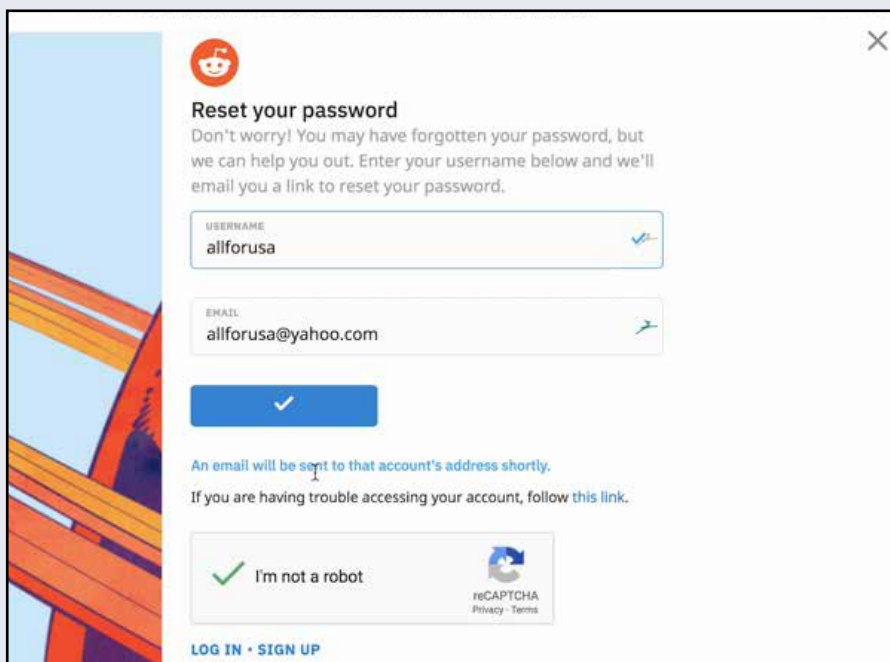 Reset your password
Don't worry! You may have forgotten your password, but
we can help you out. Enter your username below and we'll
email you a link to reset your password.
USERNAME
allforusa
EMAIL
allforusa@yahoo.com
An email will be sent to that account's address shortly.
If you are having trouble accessing your account, follow this link.
I'm not a robot
reCAPTCHA
Privacy - Terms
LOG IN • SIGN UP